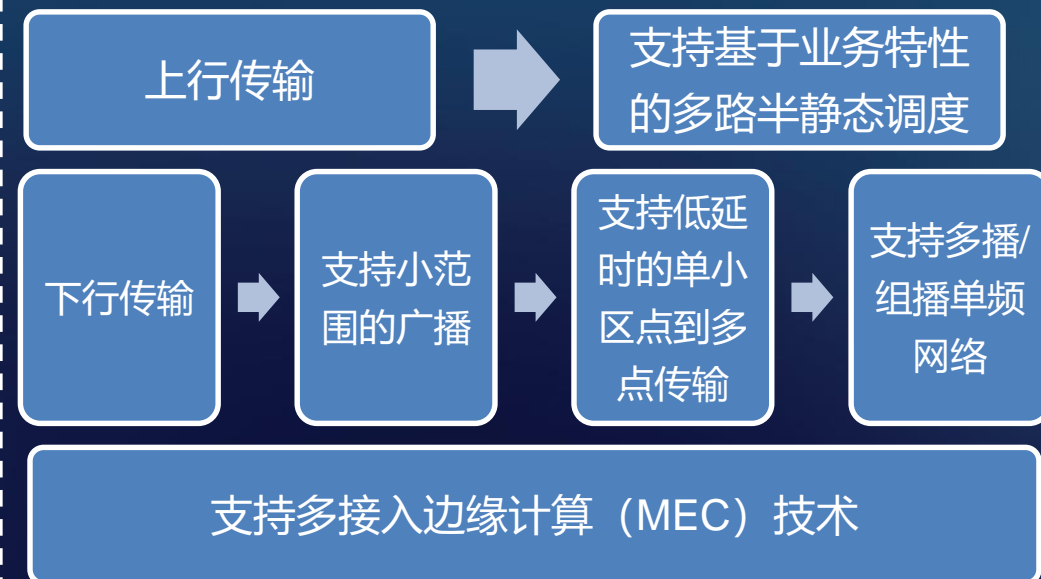 上行传输
支持基于业务特性
的多路半静态调度
下行传输
支持小范
围的广播
支持低延
时的单小
区点到多
点传输
支持多播/
组播单频
网络
支持多接入边缘计算（MEC）技术